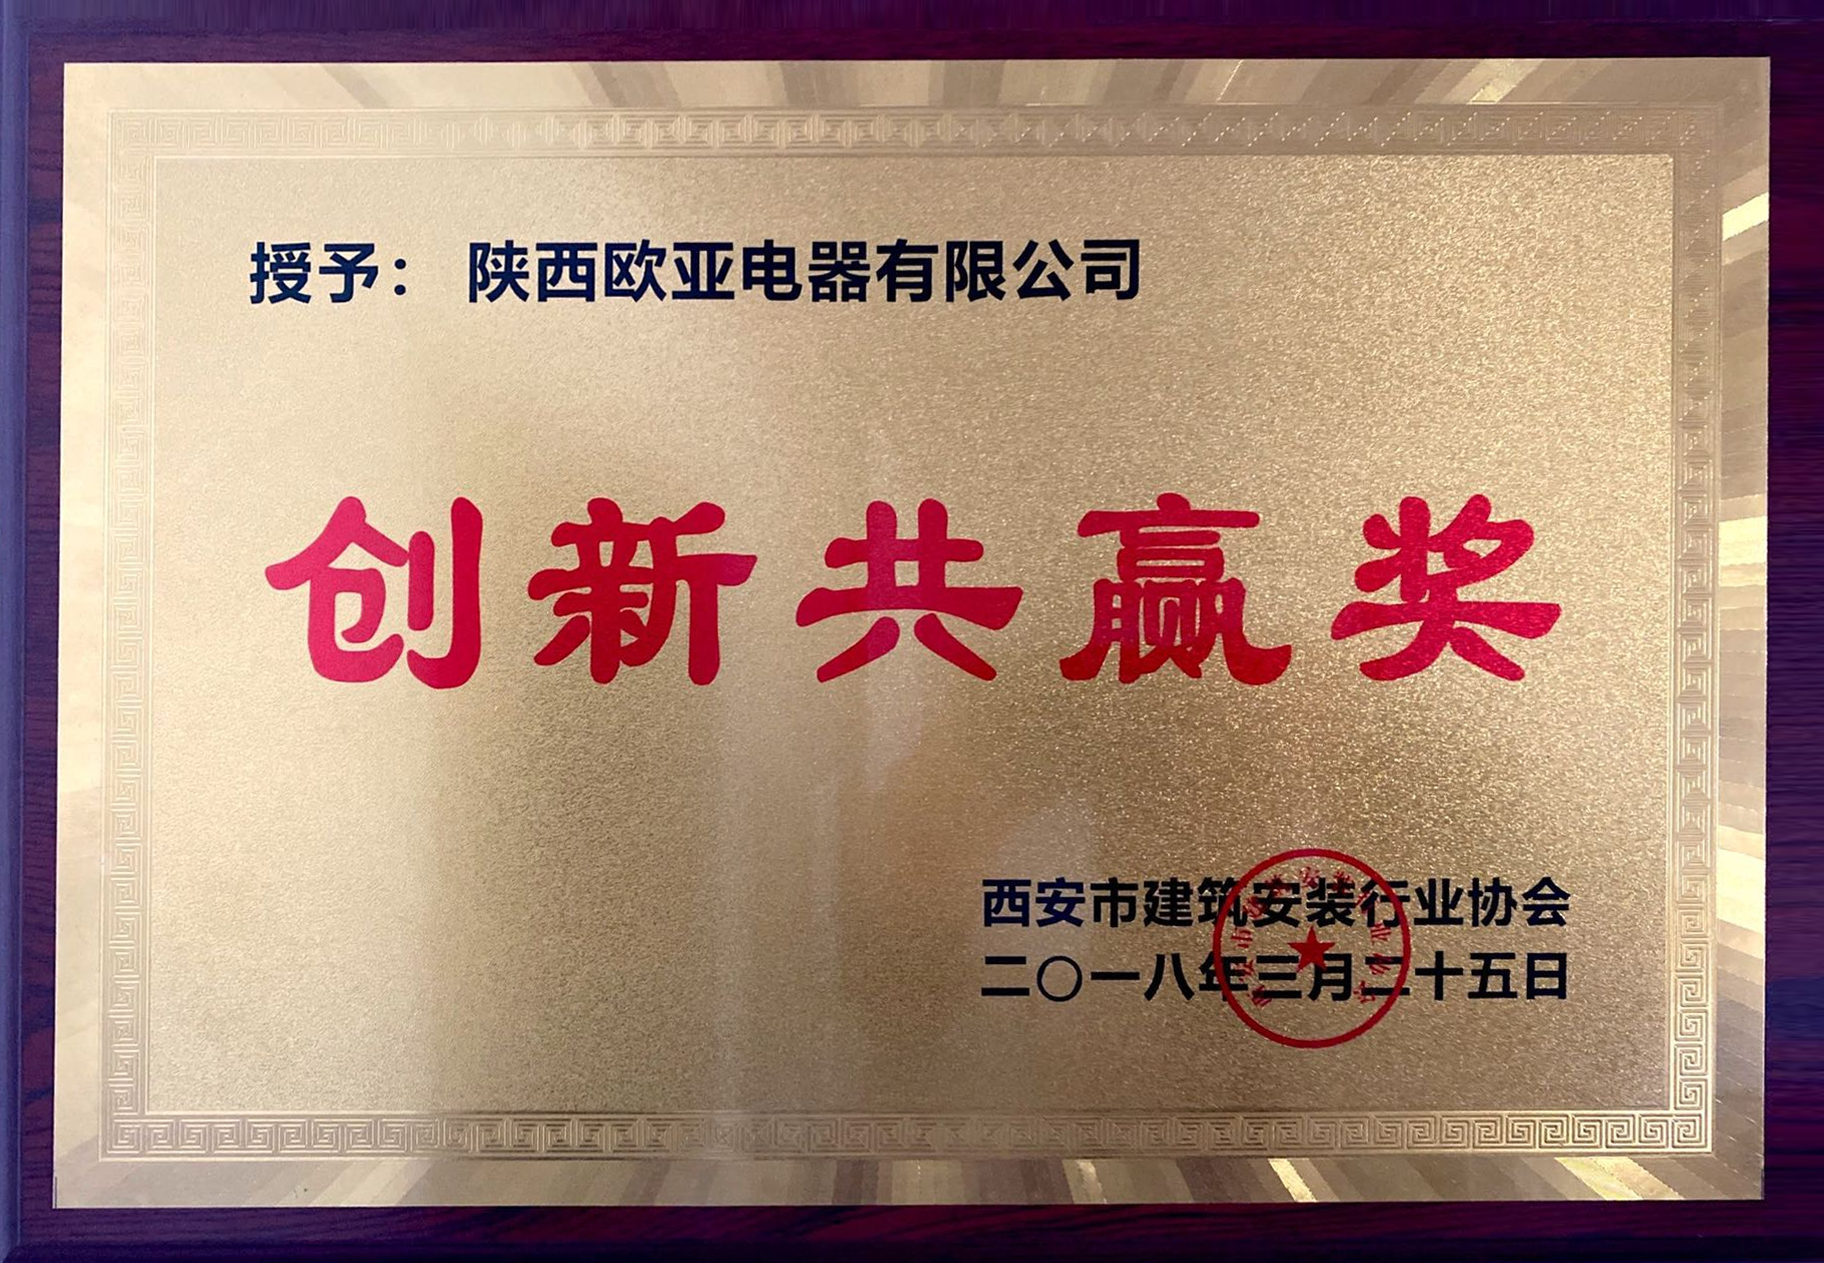 授予： 陕西欧亚电器有限公司
创新共赢奖
西安市建筑安装行业协会
二〇一八年三月二十五日